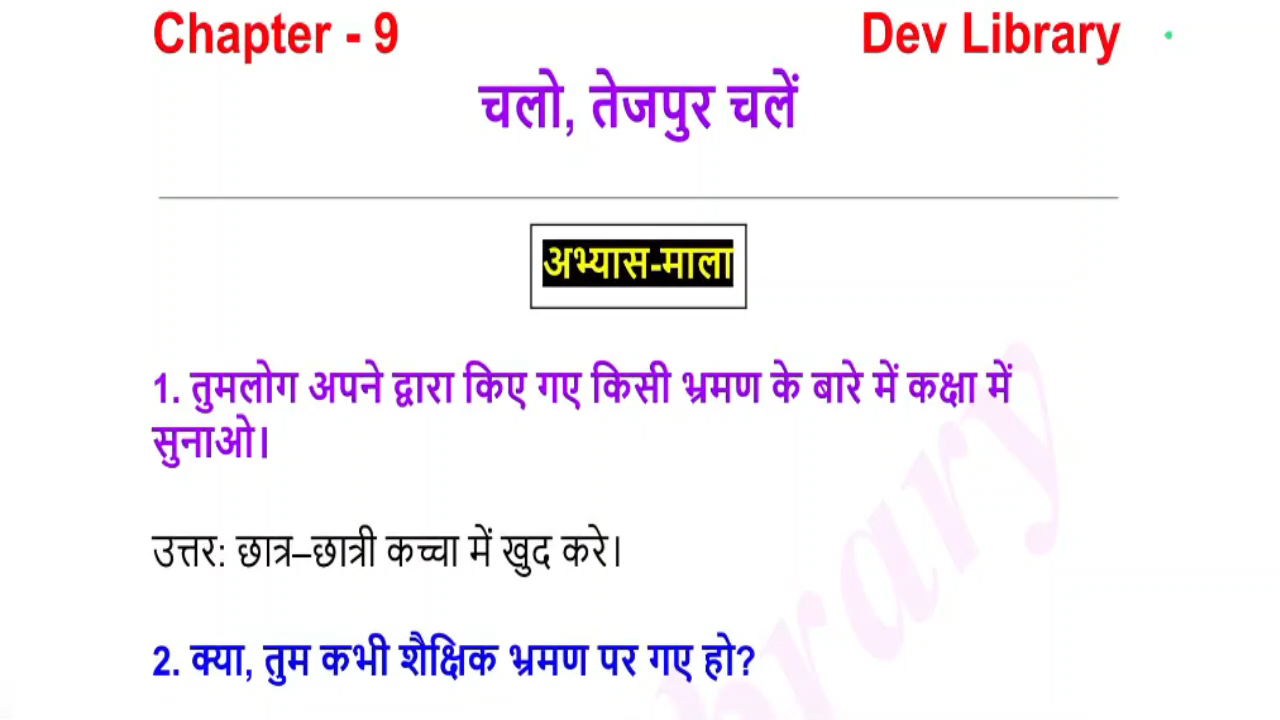 Chapter - 9 Dev Library
चलो, तेजपुर चलें
अभ्यास-माला
1. तुमलोग अपने द्वारा किए गए किसी भ्रमण के बारे में कक्षा में
सुनाओ।
उत्तर: छात्र–छात्री कच्चा में खुद करे।
2. क्या, तुम कभी शैक्षिक भ्रमण पर गए हो?